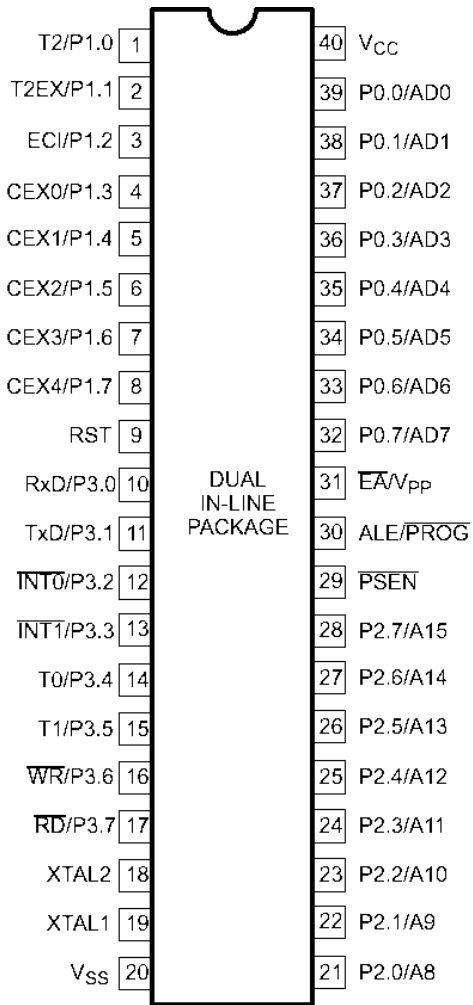 T2/P1.0 1 40 VCC
T2EX/P1.1 2 39 P0.0/AD0
ECI/P1.2 3 38 P0.1/AD1
CEX0/P1.3 4 37 P0.2/AD2
CEX1/P1.4 5 36 P0.3/AD3
CEX2/P1.5 6 35 P0.4/AD4
CEX3/P1.6 7 34 P0.5/AD5
CEX4/P1.7 8 33 P0.6/AD6
RST 9 32 P0.7/AD7
RxD/P3.0 10 31 E̅A̅/VPP
TxD/P3.1 11 30 ALE/P̅R̅O̅G̅
DUAL
IN-LINE
PACKAGE
I̅N̅T̅0̅/P3.2 12 29 P̅S̅E̅N̅
I̅N̅T̅1̅/P3.3 13 28 P2.7/A15
T0/P3.4 14 27 P2.6/A14
T1/P3.5 15 26 P2.5/A13
W̅R̅/P3.6 16 25 P2.4/A12
R̅D̅/P3.7 17 24 P2.3/A11
XTAL2 18 23 P2.2/A10
XTAL1 19 22 P2.1/A9
VSS 20 21 P2.0/A8